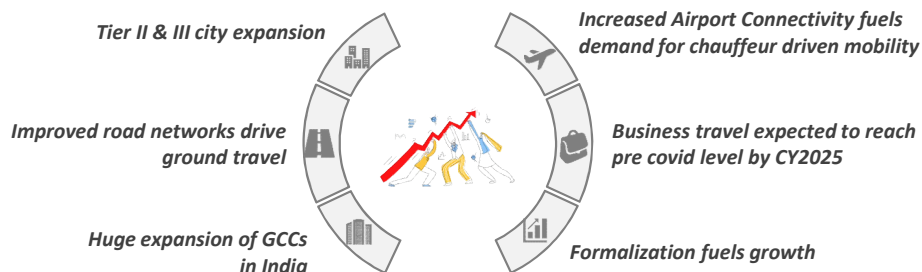 Tier II & III city expansion
Improved road networks drive
ground travel
Huge expansion of GCCs
in India
Increased Airport Connectivity fuels
demand for chauffeur driven mobility
Business travel expected to reach
pre covid level by CY2025
Formalization fuels growth